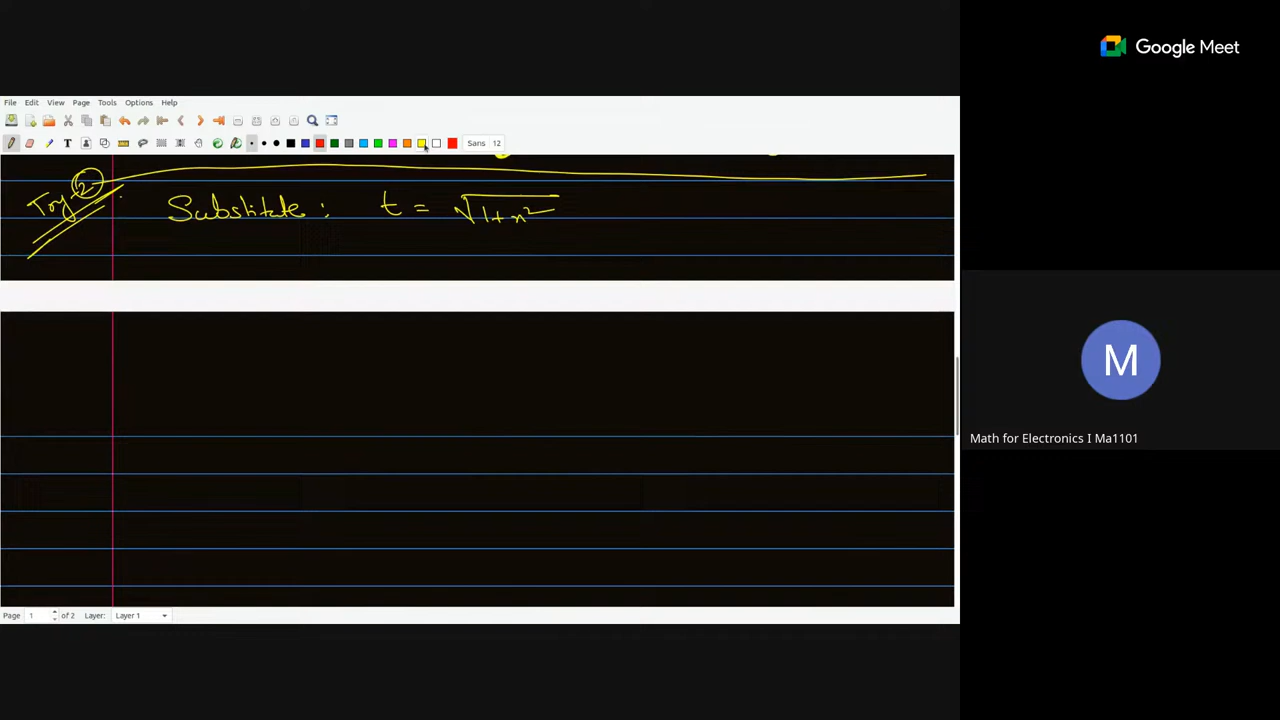 Google Meet
File Edit View Page Tools Options Help
Sans 12
Try ② Substitute : t = √1+x²
M
Math for Electronics I Ma1101
Page 1 of 2 Layer: Layer 1